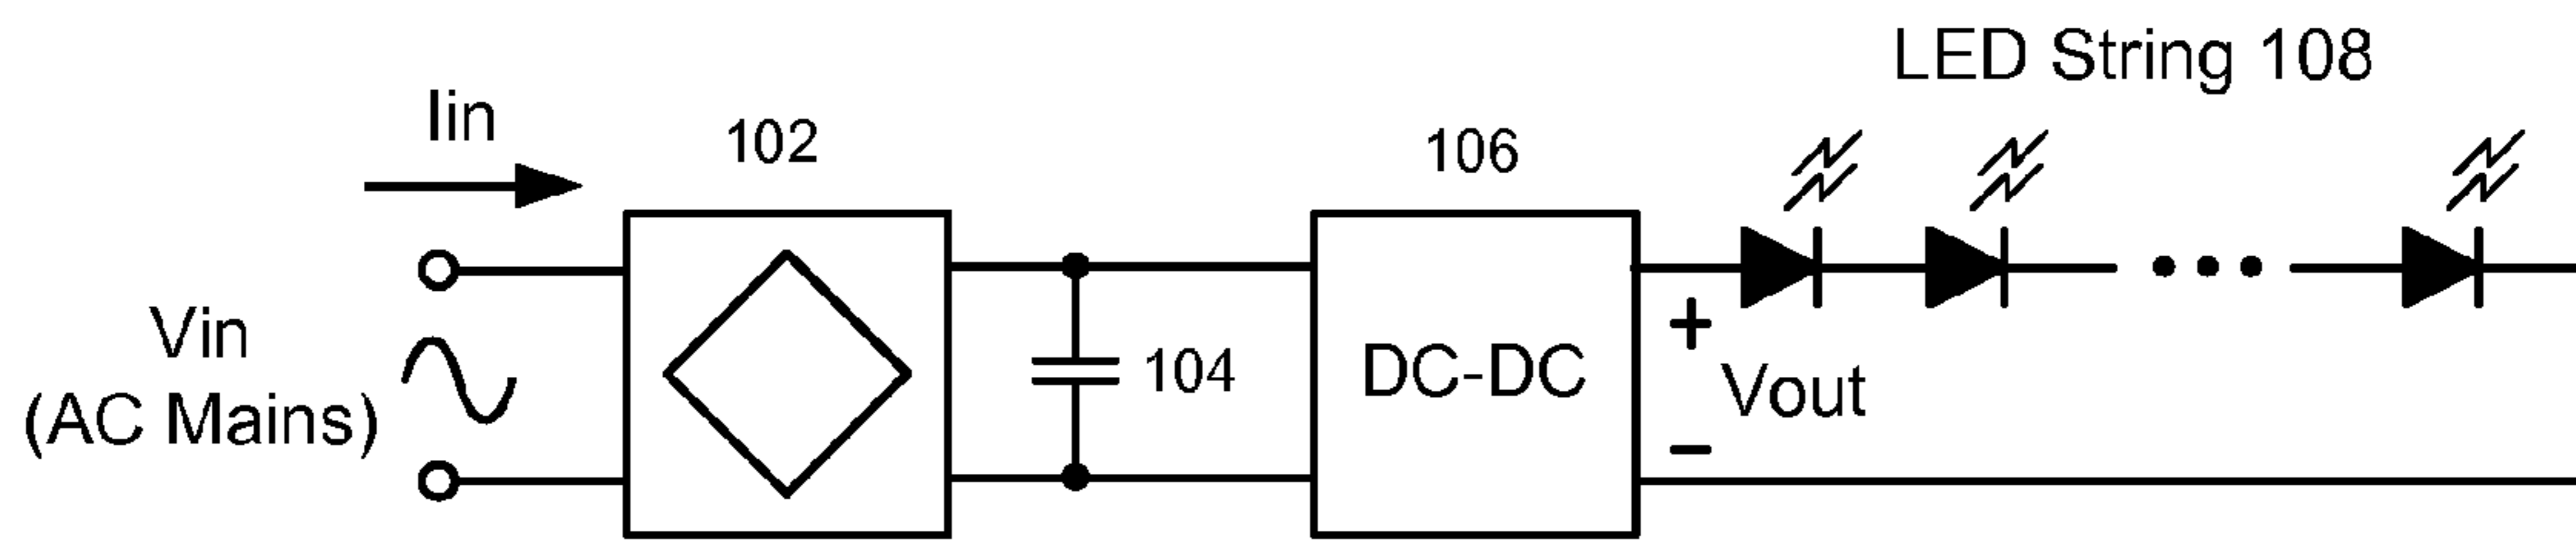 LED String 108
Iin
102
106
Vin
(AC Mains)
104
DC-DC
+
Vout
−